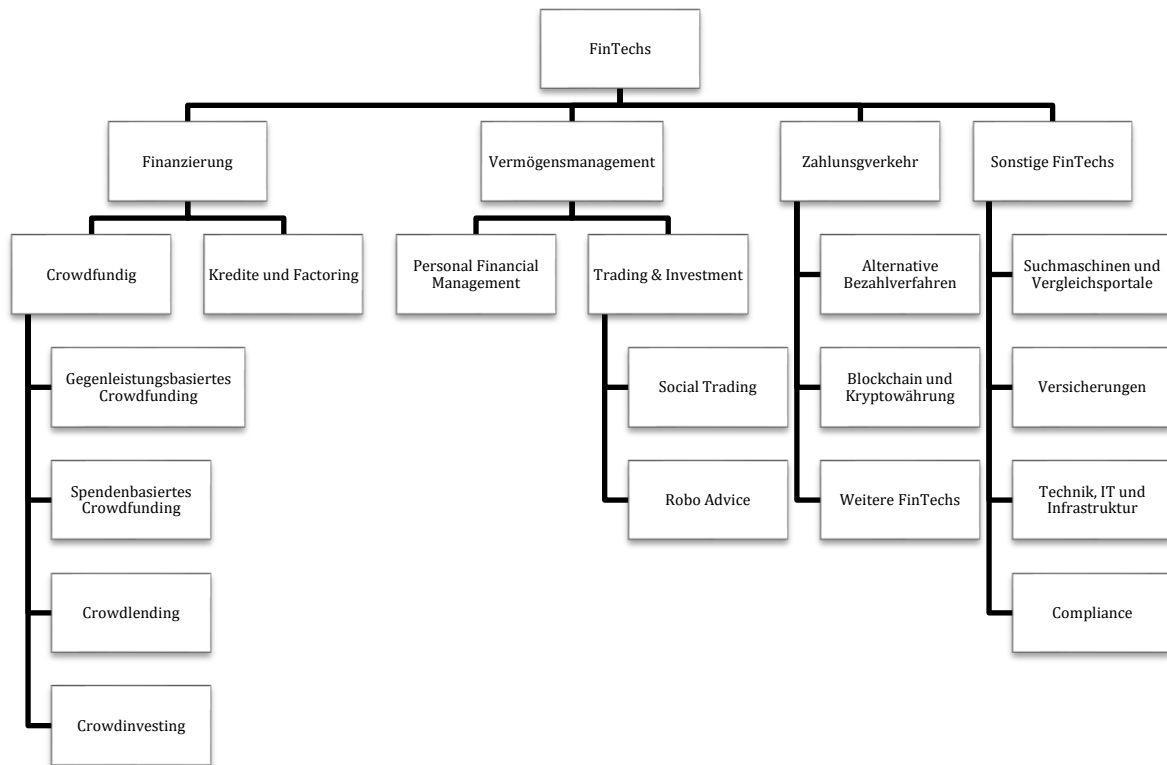 FinTechs
Finanzierung
Vermögensmanagement
Zahlunsgverkehr
Sonstige FinTechs
Crowdfundig
Kredite und Factoring
Personal Financial
Management
Trading & Investment
Alternative
Bezahlverfahren
Suchmaschinen und
Vergleichsportale
Gegenleistungsbasiertes
Crowdfunding
Social Trading
Blockchain und
Kryptowährung
Versicherungen
Spendenbasiertes
Crowdfunding
Robo Advice
Weitere FinTechs
Technik, IT und
Infrastruktur
Crowdlending
Compliance
Crowdinvesting